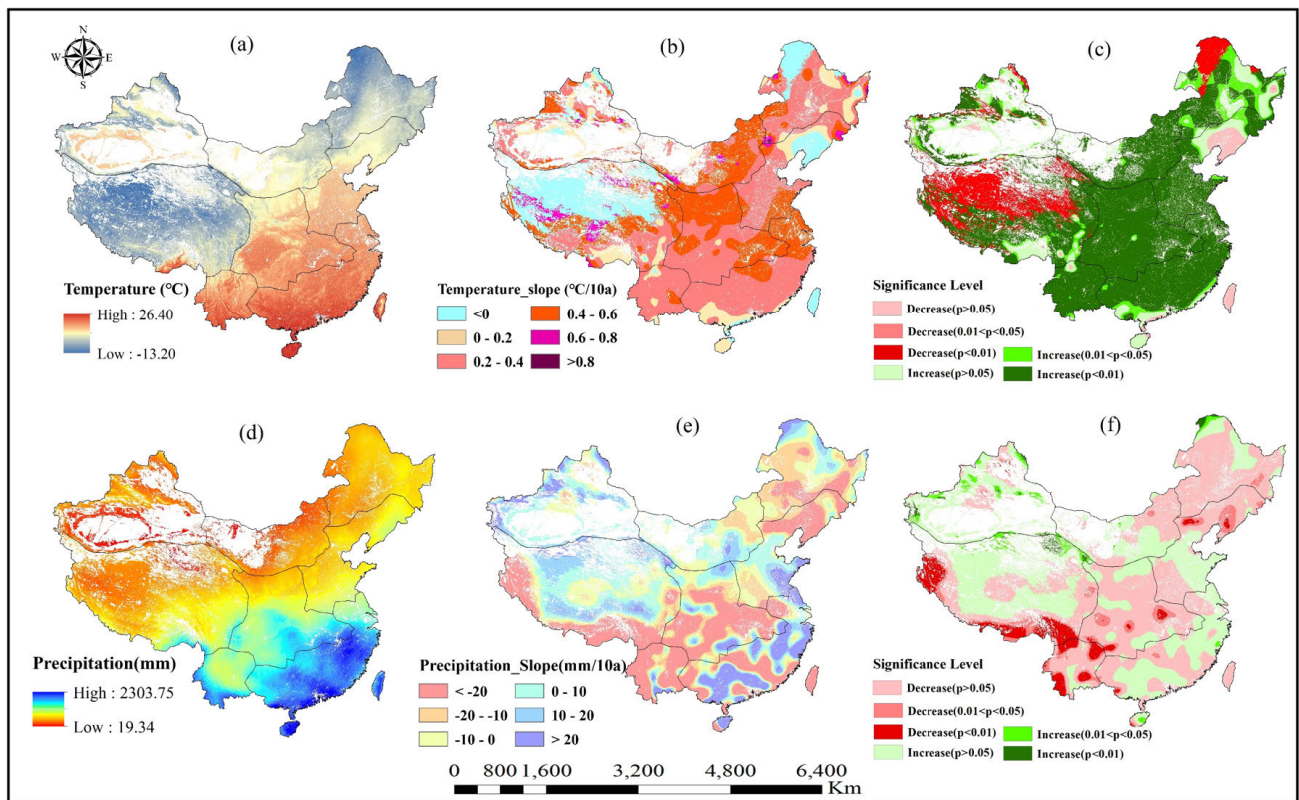 N
W E
S
(a)
(b)
(c)
Temperature (°C)
High : 26.40
Low : -13.20
Temperature_slope (°C/10a)
<0
0 - 0.2
0.2 - 0.4
0.4 - 0.6
0.6 - 0.8
>0.8
Significance Level
Decrease(p>0.05)
Decrease(0.01<p<0.05)
Decrease(p<0.01)
Increase(p>0.05)
Increase(0.01<p<0.05)
Increase(p<0.01)
(d)
(e)
(f)
Precipitation(mm)
High : 2303.75
Low : 19.34
Precipitation_Slope(mm/10a)
< -20
-20 - -10
-10 - 0
0 - 10
10 - 20
> 20
Significance Level
Decrease(p>0.05)
Decrease(0.01<p<0.05)
Decrease(p<0.01)
Increase(p>0.05)
Increase(0.01<p<0.05)
Increase(p<0.01)
0 800 1,600 3,200 4,800 6,400
Km